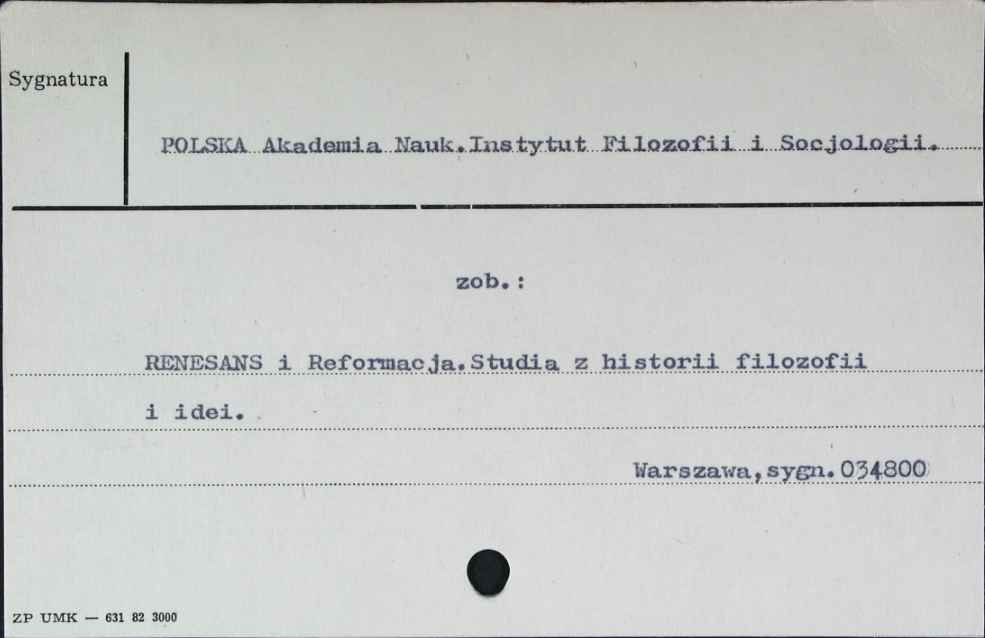 Sygnatura
POLSKA Akademia Nauk.Instytut Filozofii i Socjologii.
zob.:
RENESANS i Reformacja.Studia z historii filozofii
i idei.
Warszawa,sygn.034800
ZP UMK — 631 82 3000